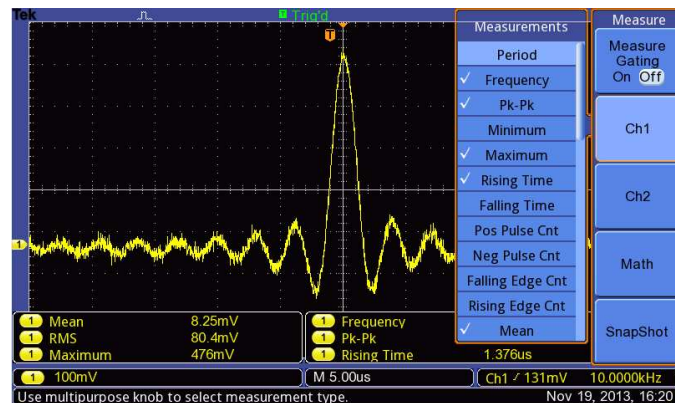 Tek
Trig'd
T
Measurements
Period
Frequency
Pk-Pk
Minimum
Maximum
Rising Time
Falling Time
Pos Pulse Cnt
Neg Pulse Cnt
Falling Edge Cnt
Rising Edge Cnt
Mean
Measure
Measure
Gating
On Off
Ch1
Ch2
Math
SnapShot
1
1 Mean 8.25mV
1 RMS 80.4mV
1 Maximum 476mV
1 Frequency
1 Pk-Pk
1 Rising Time 1.376us
1 100mV
M 5.00us
Ch1 131mV 10.0000kHz
Use multipurpose knob to select measurement type.
Nov 19, 2013, 16:20